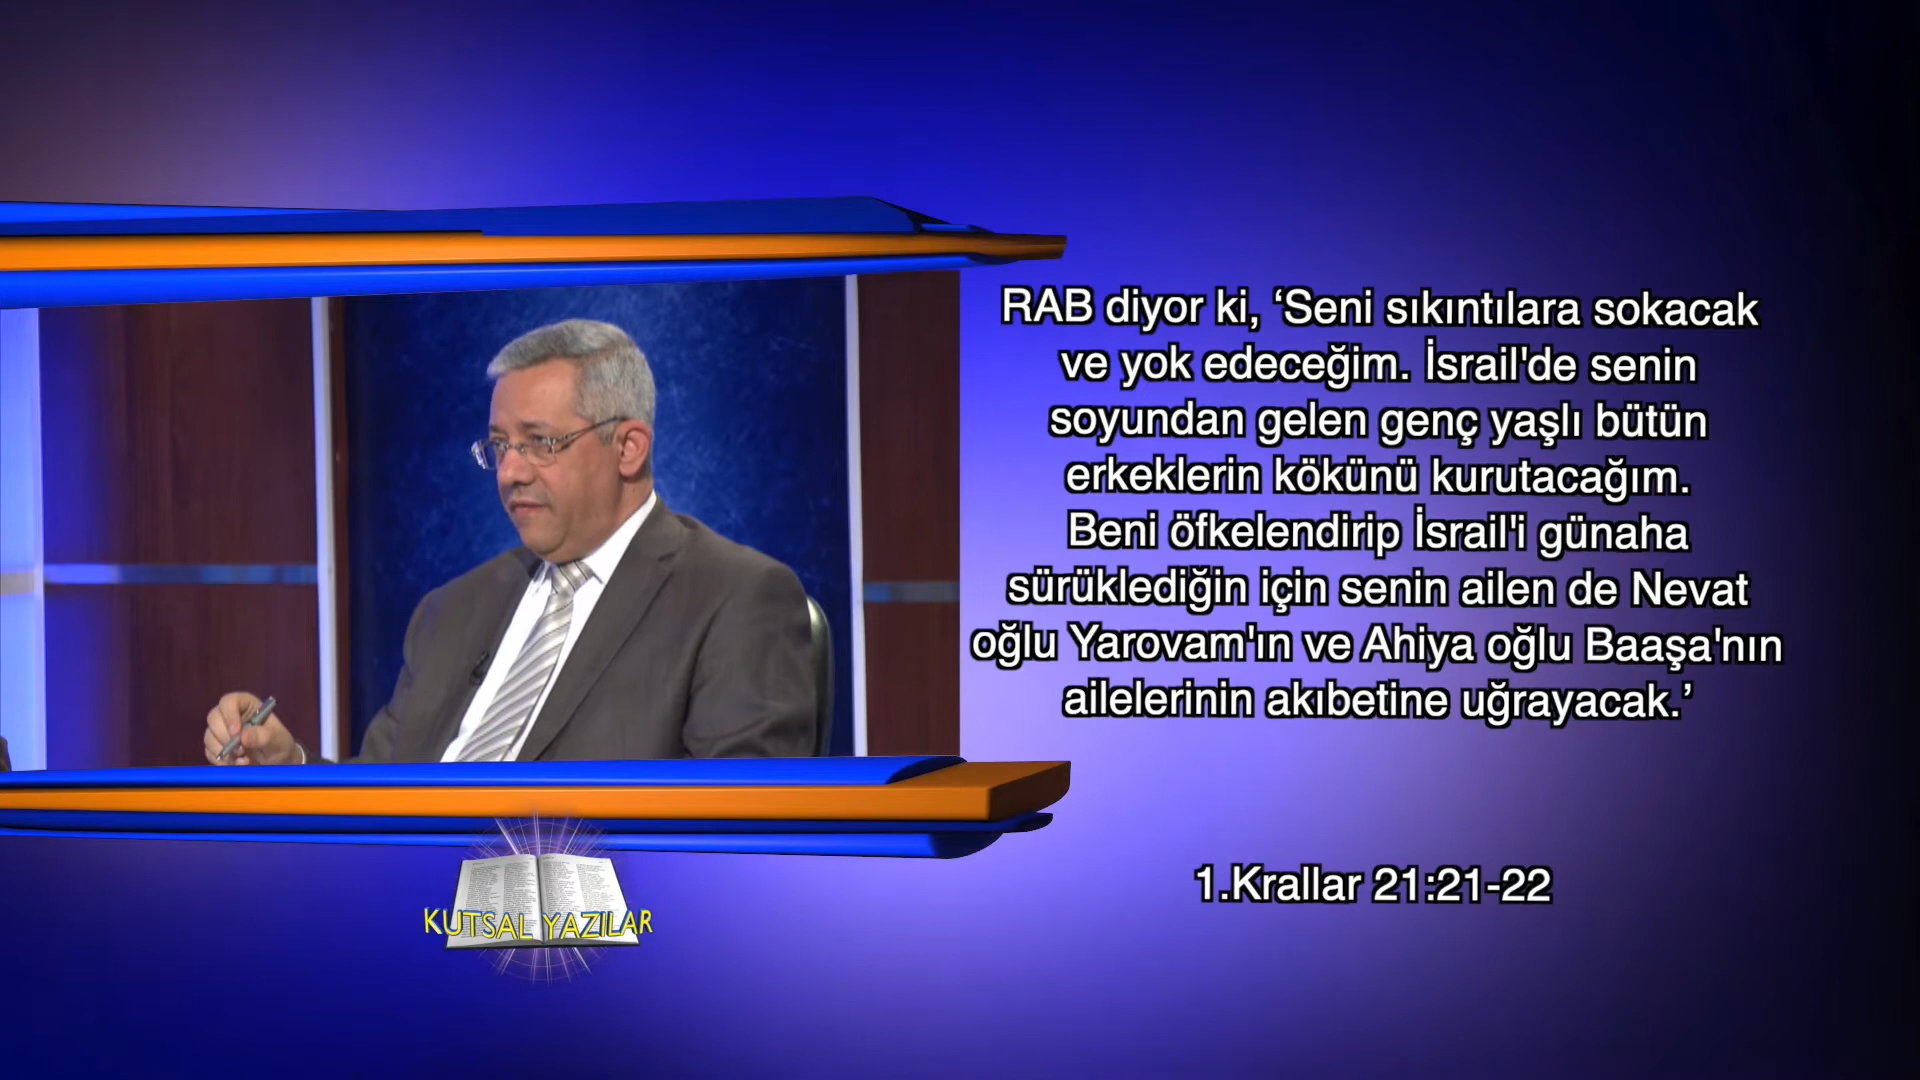 RAB diyor ki, ‘Seni sıkıntılara sokacak
ve yok edeceğim. İsrail'de senin
soyundan gelen genç yaşlı bütün
erkeklerin kökünü kurutacağım.
Beni öfkelendirip İsrail'i günaha
sürüklediğin için senin ailen de Nevat
oğlu Yarovam'ın ve Ahiya oğlu Baaşa'nın
ailelerinin akıbetine uğrayacak.’
1.Krallar 21:21-22
KUTSAL YAZILAR